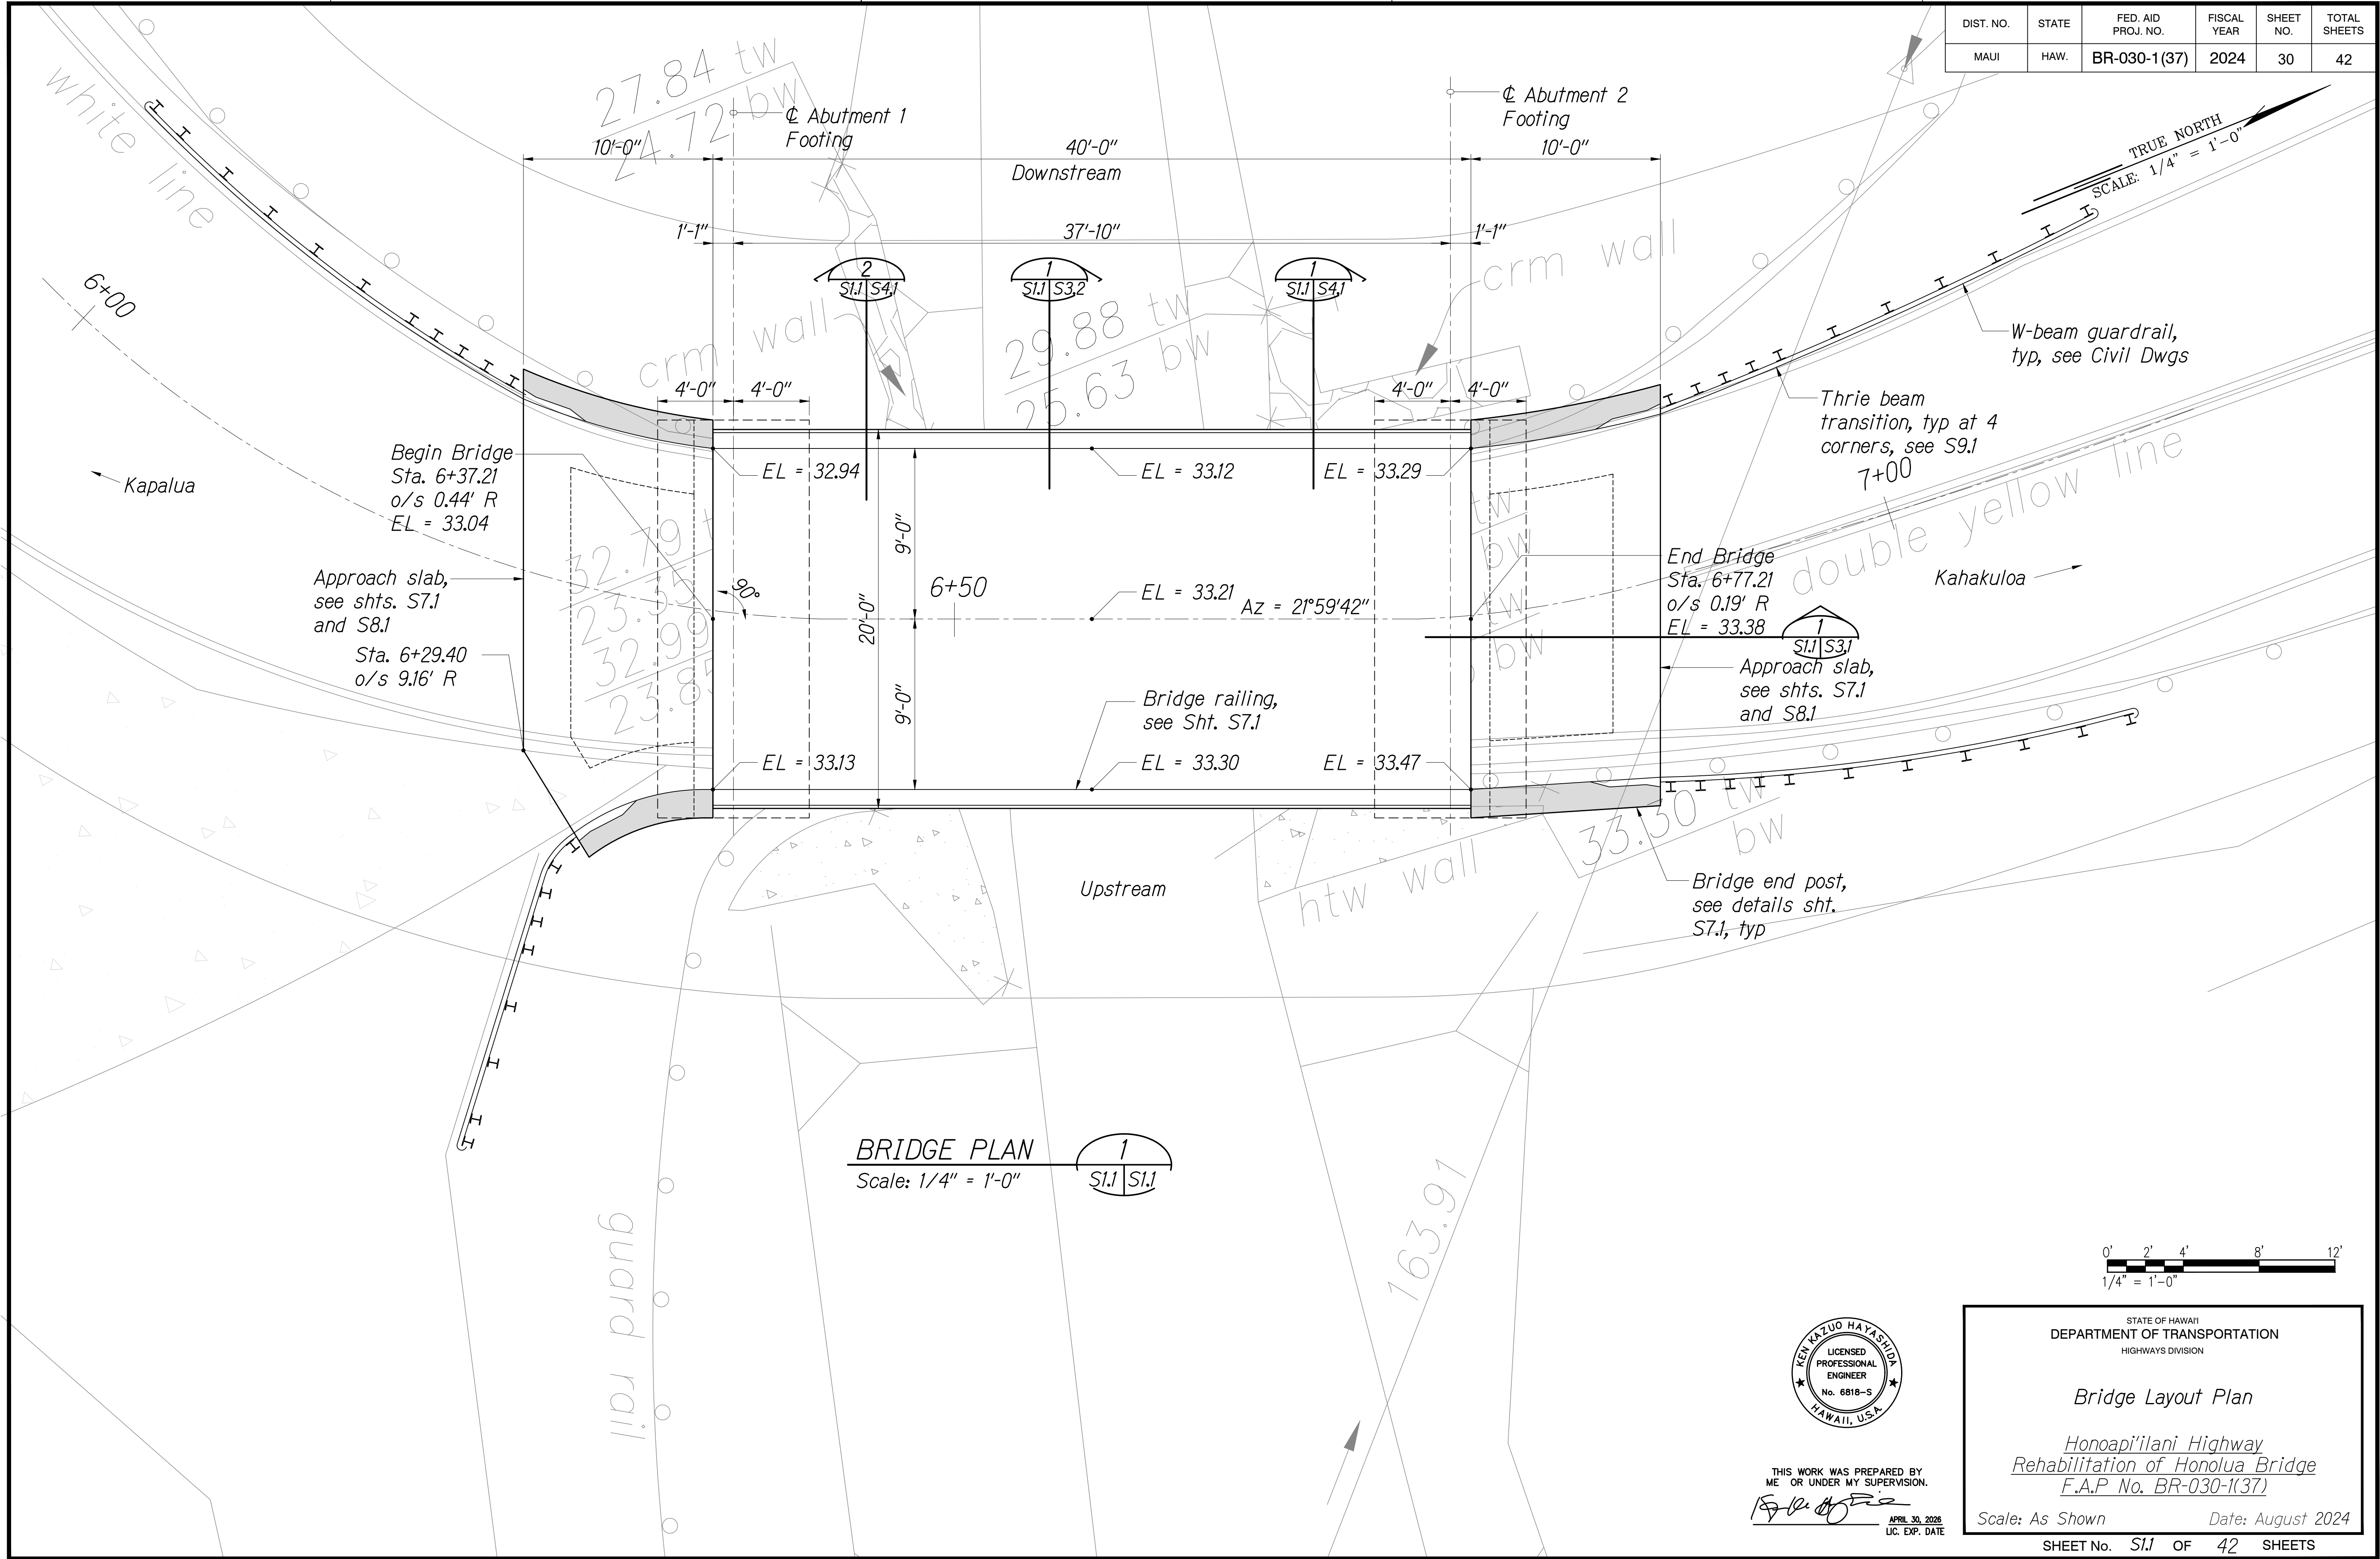 DIST. NO.
STATE
FED. AID
PROJ. NO.
FISCAL
YEAR
SHEET
NO.
TOTAL
SHEETS
MAUI
HAW.
BR-030-1(37)
2024
30
42
TRUE NORTH
SCALE: 1/4" = 1'-0"
white line
27.84 tw
24.72 bw
℄ Abutment 1
Footing
℄ Abutment 2
Footing
10'-0"
40'-0"
10'-0"
Downstream
1'-1"
37'-10"
1'-1"
2
S1.1 S4.1
1
S1.1 S3.2
1
S1.1 S4.1
crm wall
crm wall
29.88 tw
25.63 bw
6+00
4'-0"
4'-0"
4'-0"
4'-0"
W-beam guardrail,
typ, see Civil Dwgs
Thrie beam
transition, typ at 4
corners, see S9.1
7+00
double yellow line
Kapalua
Begin Bridge
Sta. 6+37.21
o/s 0.44' R
EL = 33.04
EL = 32.94
EL = 33.12
EL = 33.29
tw
bw
32.79
32.99
9'-0"
90°
20'-0"
6+50
EL = 33.21
Az = 21°59'42"
bw
End Bridge
Sta. 6+77.21
o/s 0.19' R
EL = 33.38
Kahakuloa
1
S1.1 S3.1
Approach slab,
see shts. S7.1
and S8.1
Sta. 6+29.40
o/s 9.16' R
Approach slab,
see shts. S7.1
and S8.1
9'-0"
Bridge railing,
see Sht. S7.1
EL = 33.13
EL = 33.30
EL = 33.47
33.30 tw
bw
htw wall
Upstream
Bridge end post,
see details sht.
S7.1, typ
guard rail
163.91
BRIDGE PLAN
1
S1.1 S1.1
Scale: 1/4" = 1'-0"
0' 2' 4' 8' 12'
1/4" = 1'-0"
KEN KAZUO HAYASHIDA
LICENSED
PROFESSIONAL
ENGINEER
No. 6818-S
HAWAII, U.S.A.
THIS WORK WAS PREPARED BY
ME OR UNDER MY SUPERVISION.
APRIL 30, 2026
LIC. EXP. DATE
STATE OF HAWAI'I
DEPARTMENT OF TRANSPORTATION
HIGHWAYS DIVISION
Bridge Layout Plan
Honoapi'ilani Highway
Rehabilitation of Honolua Bridge
F.A.P No. BR-030-1(37)
Scale: As Shown
Date: August 2024
SHEET No. S1.1 OF 42 SHEETS